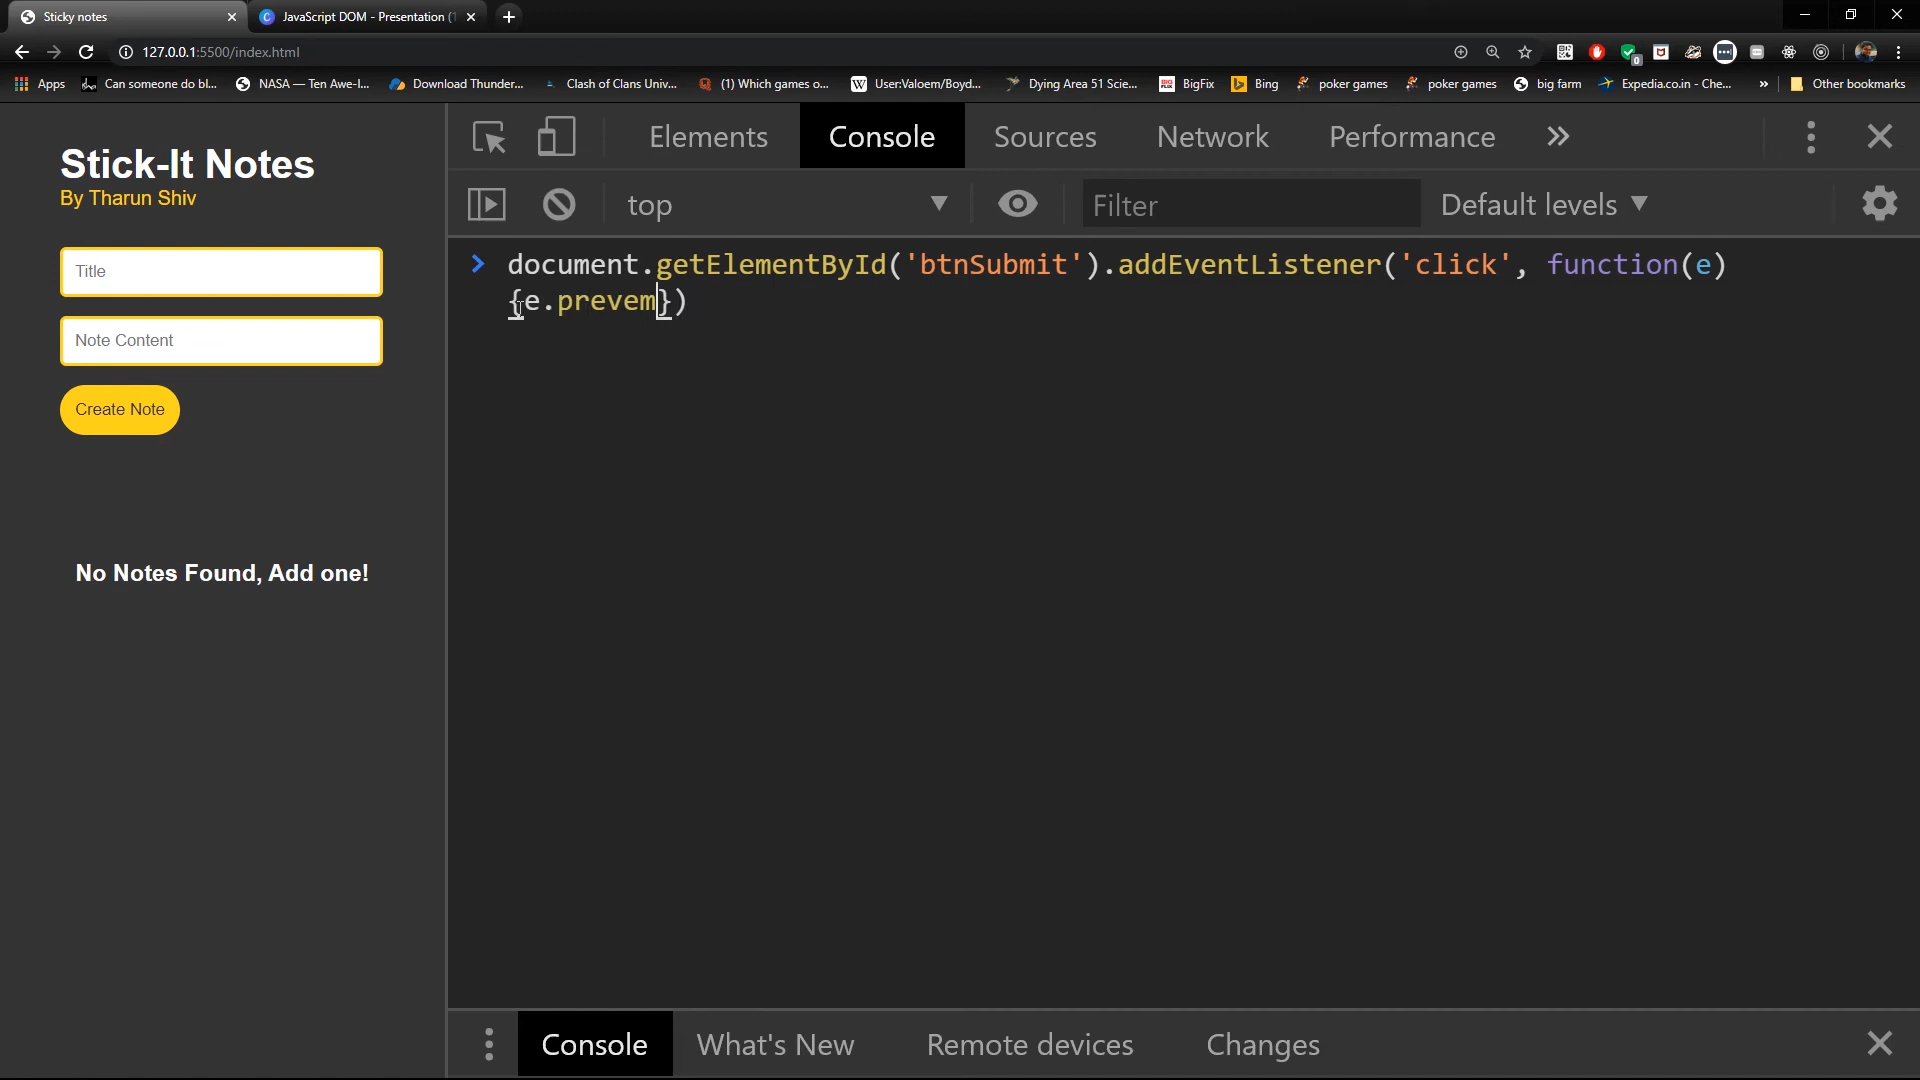 Sticky notes
JavaScript DOM - Presentation (1
127.0.0.1:5500/index.html
Apps
Can someone do bl...
NASA — Ten Awe-I...
Download Thunder...
Clash of Clans Univ...
(1) Which games o...
User:Valoem/Boyd...
Dying Area 51 Scie...
BigFix
Bing
poker games
poker games
big farm
Expedia.co.in - Che...
Other bookmarks
Stick-It Notes
By Tharun Shiv
Title
Note Content
Create Note
No Notes Found, Add one!
Elements
Console
Sources
Network
Performance
top
Filter
Default levels
document.getElementById('btnSubmit').addEventListener('click', function(e)
{e.prevem})
Console
What's New
Remote devices
Changes